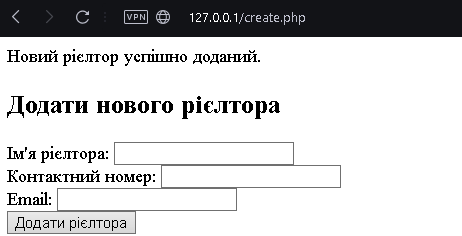 VPN 127.0.0.1/create.php
Новий рієлтор успішно доданий.
Додати нового рієлтора
Ім'я рієлтора:
Контактний номер:
Email:
Додати рієлтора